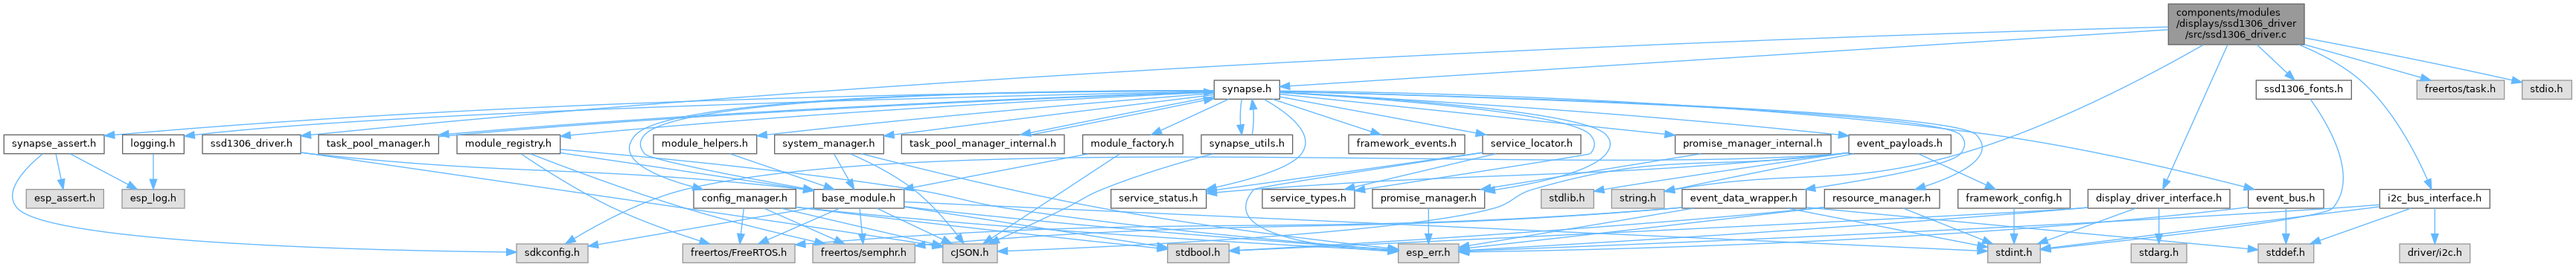 components/modules
/displays/ssd1306_driver
/src/ssd1306_driver.c
synapse.h
ssd1306_fonts.h
freertos/task.h
stdio.h
synapse_assert.h
logging.h
ssd1306_driver.h
task_pool_manager.h
module_registry.h
module_helpers.h
system_manager.h
task_pool_manager_internal.h
module_factory.h
synapse_utils.h
framework_events.h
service_locator.h
promise_manager_internal.h
event_payloads.h
esp_assert.h
esp_log.h
config_manager.h
base_module.h
service_status.h
service_types.h
promise_manager.h
stdlib.h
string.h
event_data_wrapper.h
resource_manager.h
framework_config.h
display_driver_interface.h
event_bus.h
i2c_bus_interface.h
sdkconfig.h
freertos/FreeRTOS.h
freertos/semphr.h
cJSON.h
stdbool.h
esp_err.h
stdint.h
stdarg.h
stddef.h
driver/i2c.h